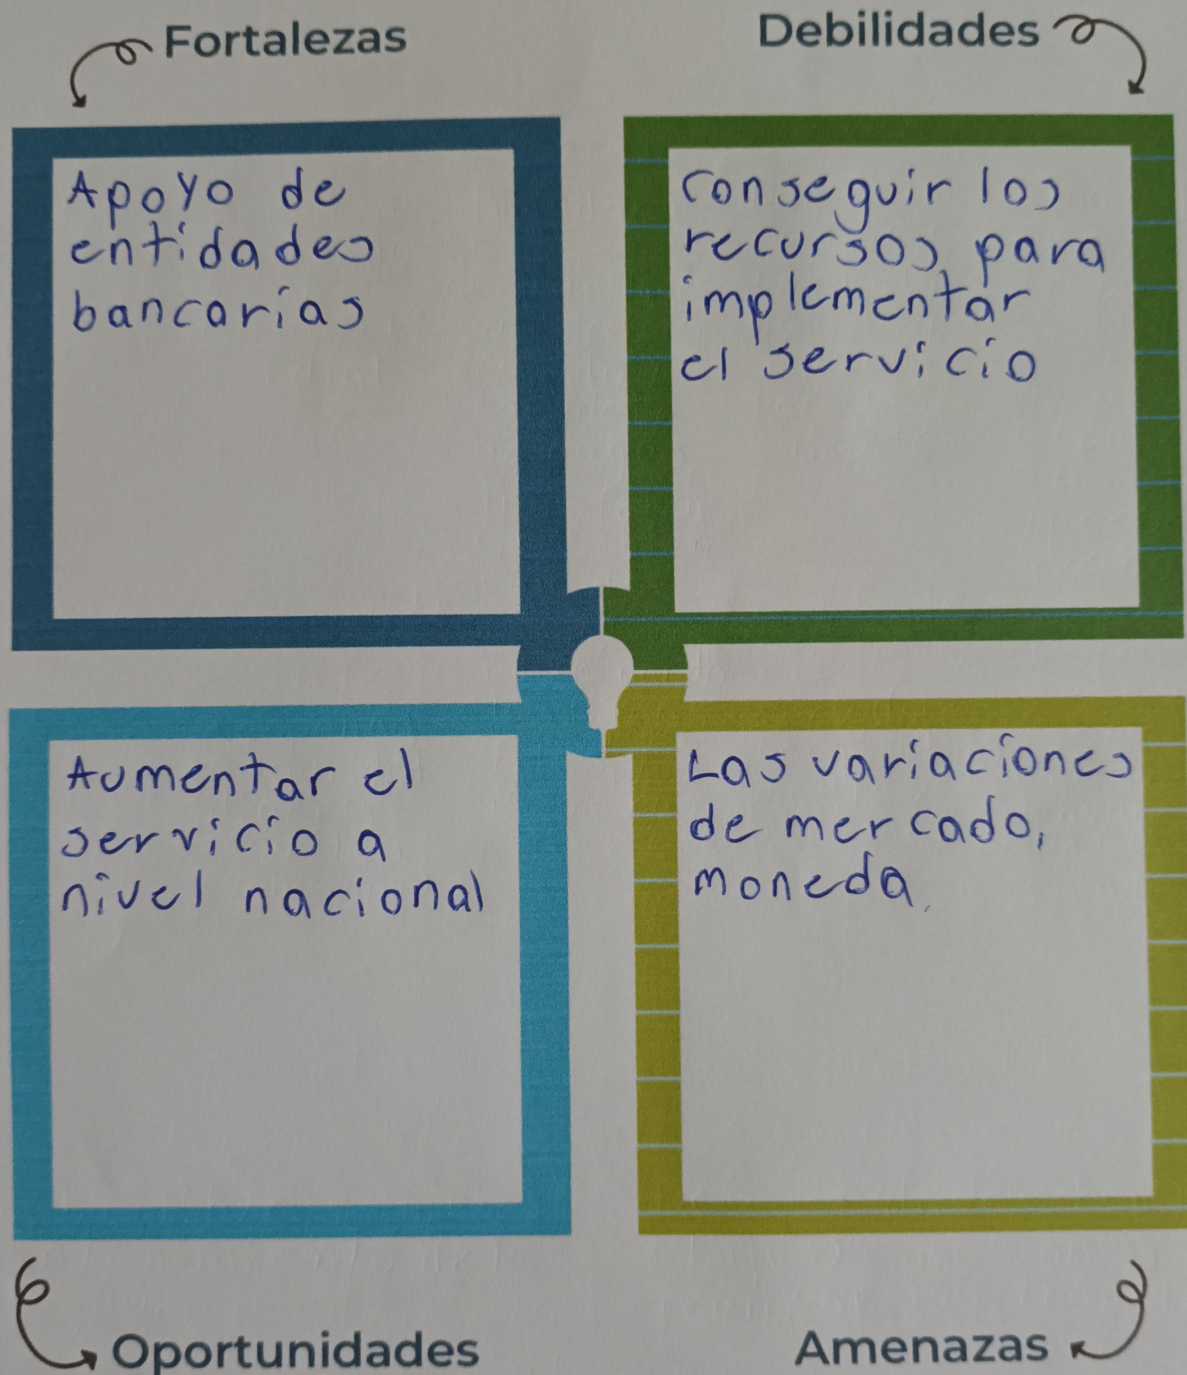 Fortalezas
Apoyo de
entidades
bancarias
Debilidades
conseguir los
recursos para
implementar
el servicio
Aumentar el
servicio a
nivel nacional
Oportunidades
Las variaciones
de mercado,
moneda.
Amenazas